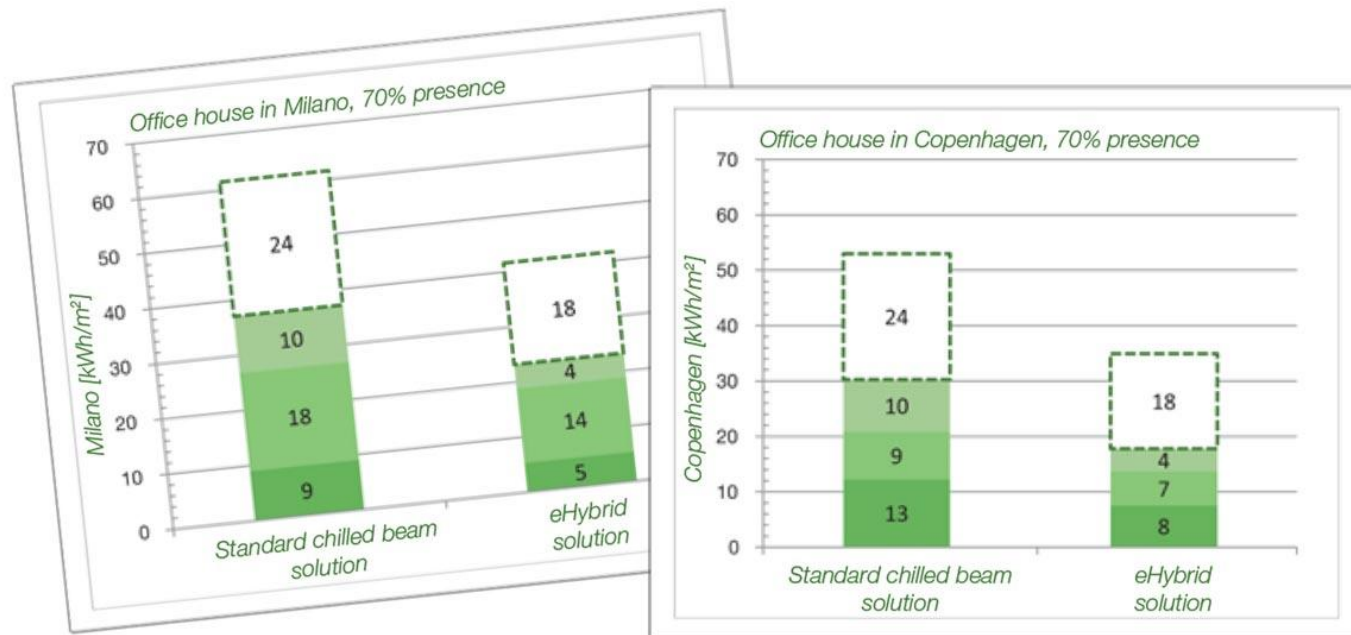 Office house in Milano, 70% presence
Milano [kWh/m²]
70
60
50
40
30
20
10
0
24
10
18
9
18
4
14
5
Standard chilled beam
solution
eHybrid
solution
Office house in Copenhagen, 70% presence
Copenhagen [kWh/m²]
70
60
50
40
30
20
10
0
24
10
9
13
18
4
7
8
Standard chilled beam
solution
eHybrid
solution